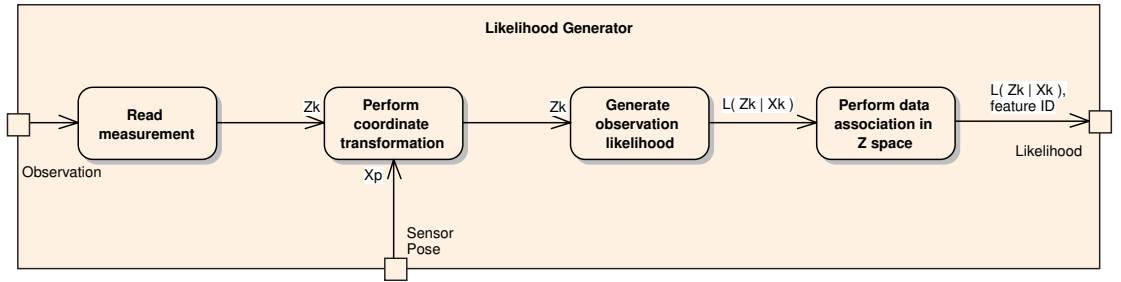 Likelihood Generator
Observation
Read
measurement
Zk
Perform
coordinate
transformation
Xp
Sensor
Pose
Zk
Generate
observation
likelihood
L( Zk | Xk )
Perform data
association in
Z space
L( Zk | Xk ),
feature ID
Likelihood